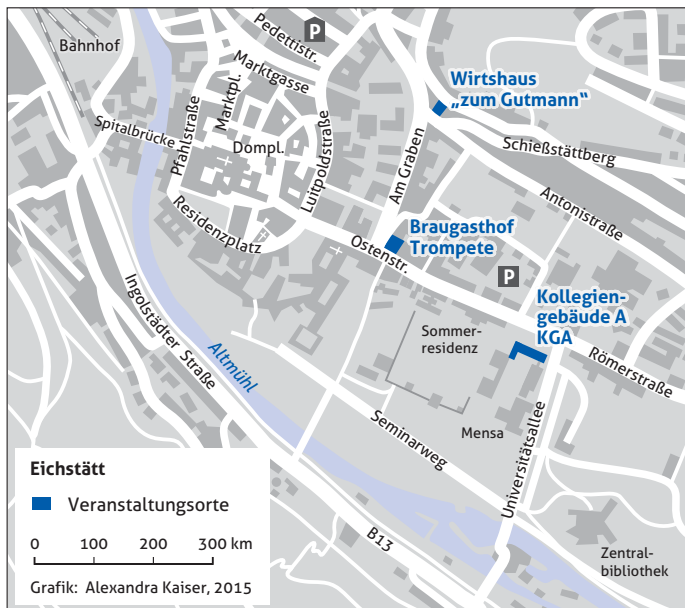 Bahnhof
Pedettistr.
P
Marktgasse
Marktpl.
Pfahlstraße
Spitalbrücke
Dompl.
Luitpoldstraße
Residenzplatz
Wirtshaus
„zum Gutmann“
Schießstättberg
Am Graben
Antonistraße
Braugasthof
Trompete
Ostenstr.
P
Kollegien-
gebäude A
KGA
Römerstraße
Sommer-
residenz
Ingolstädter Straße
Altmühl
Seminarweg
Mensa
Universitätsallee
B13
Zentral-
bibliothek
Eichstätt
Veranstaltungsorte
0 100 200 300 km
Grafik: Alexandra Kaiser, 2015